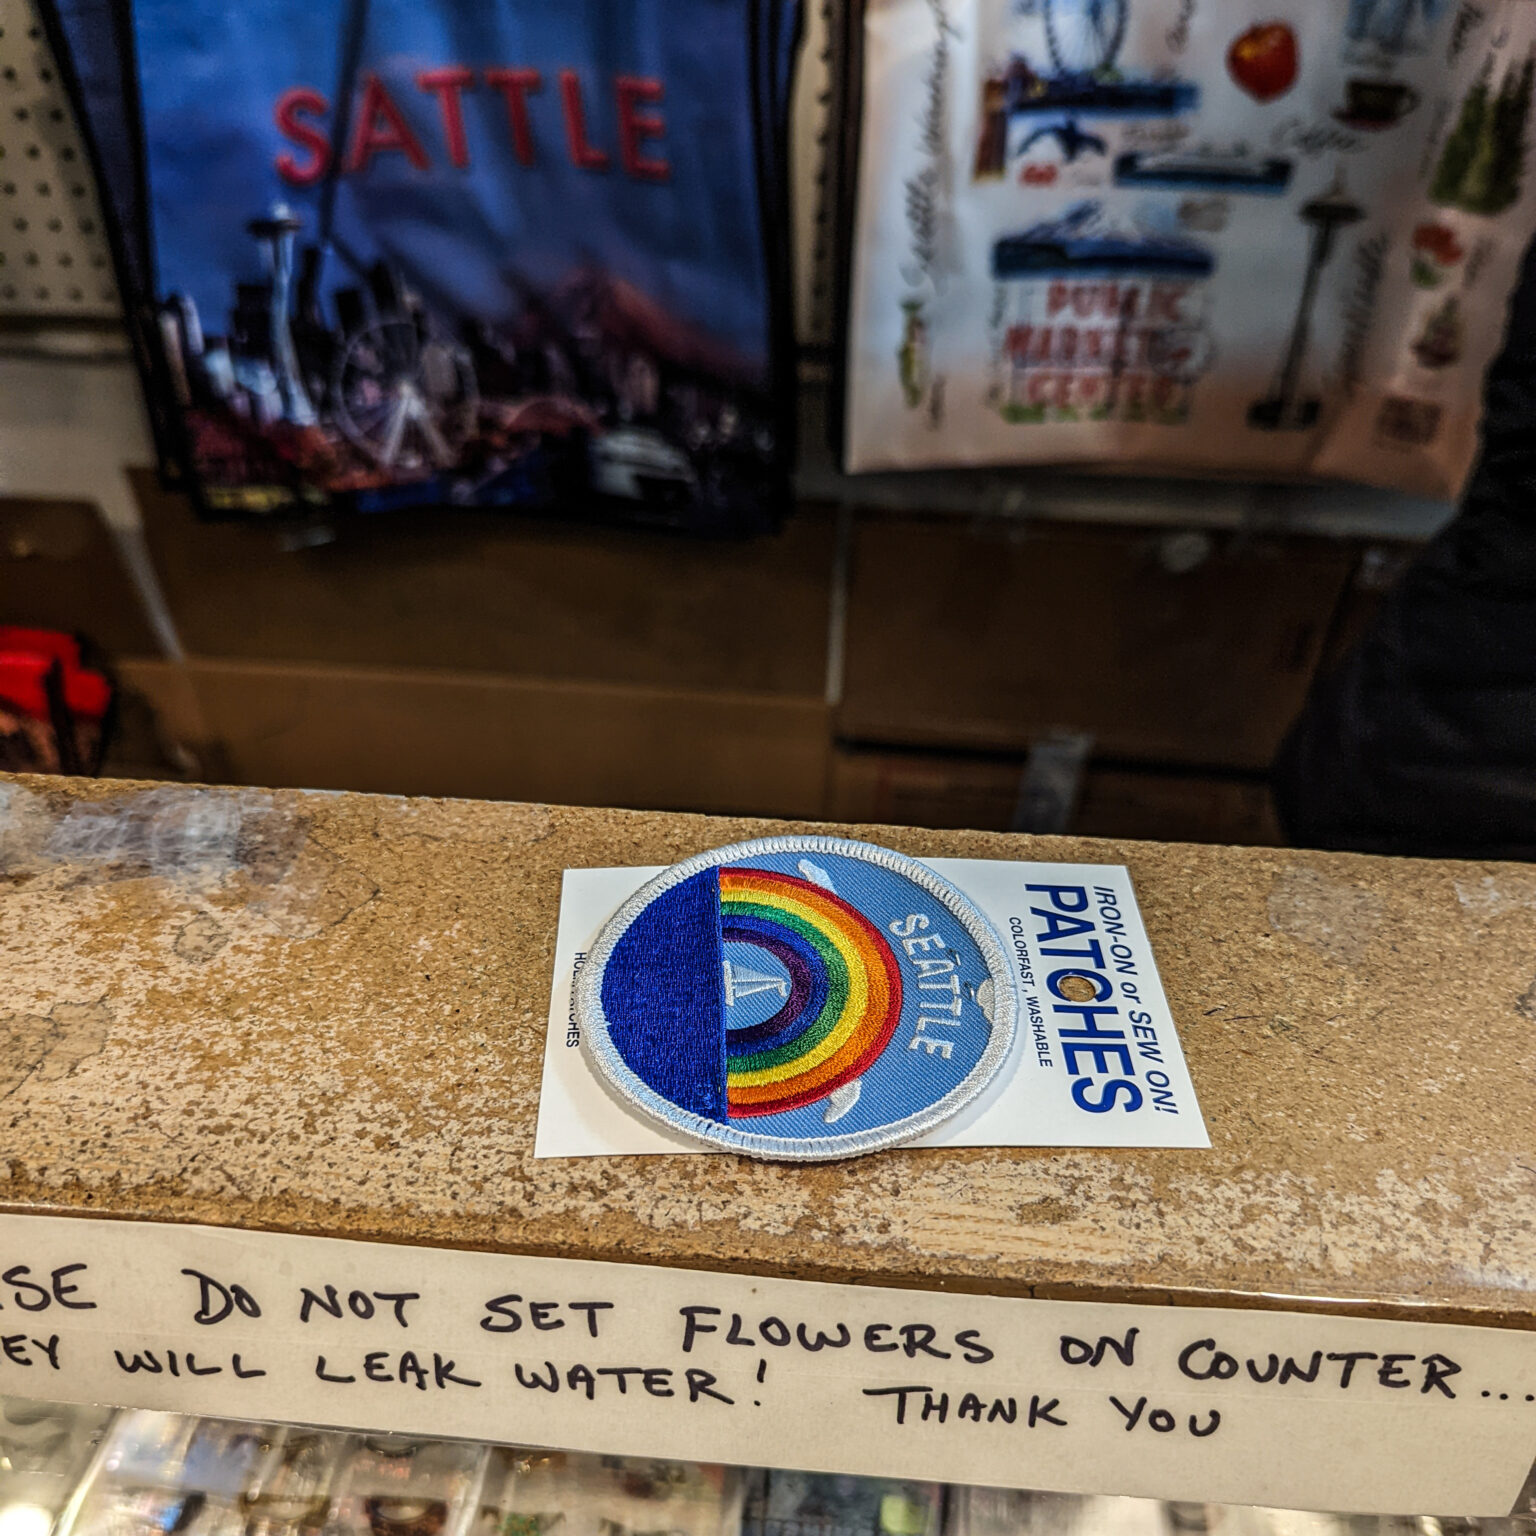 SATTLE
Coffee
PUBLIC
MARKET
CENTER
SEATTLE
IRON-ON or SEW ON!
PATCHES
COLORFAST, WASHABLE
SE DO NOT SET FLOWERS ON COUNTER...
EY WILL LEAK WATER! THANK YOU